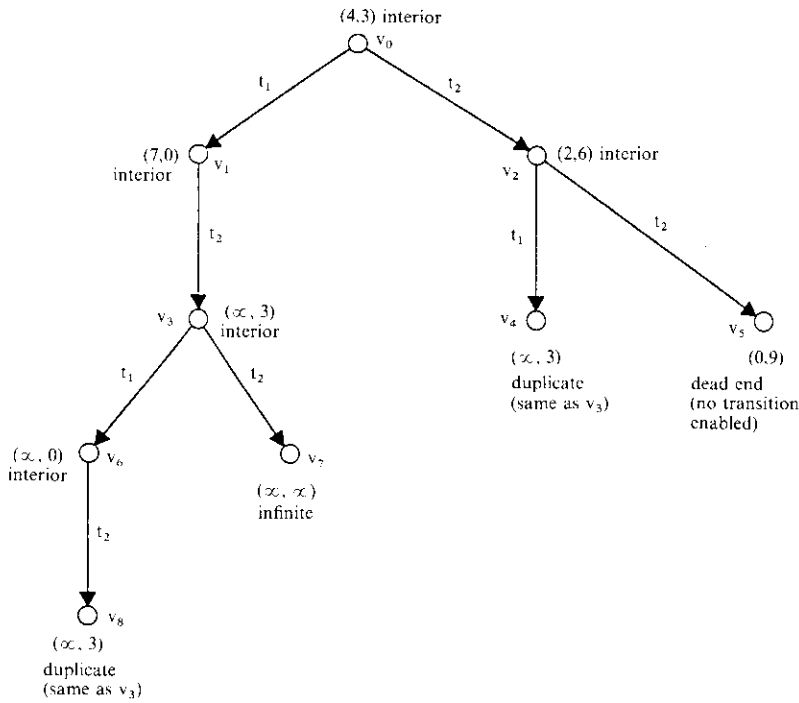 (4,3) interior
v₀
t₁
t₂
(7,0)
interior
v₁
v₂
(2,6) interior
t₂
t₁
t₂
v₃
(∝, 3)
interior
v₄
(∝, 3)
duplicate
(same as v₃)
v₅
(0,9)
dead end
(no transition
enabled)
t₁
t₂
(∝, 0)
interior
v₆
v₇
(∝, ∝)
infinite
t₂
v₈
(∝, 3)
duplicate
(same as v₃)